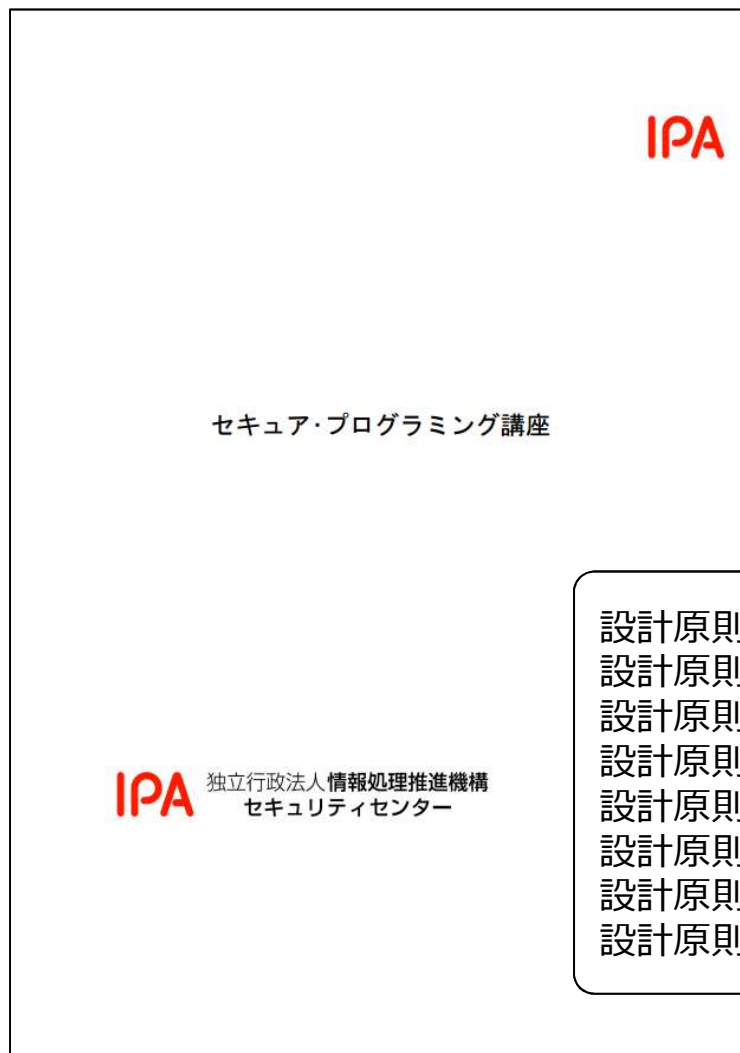 IPA
セキュア・プログラミング講座
設計原則
設計原則
設計原則
設計原則
設計原則
設計原則
設計原則
設計原則
IPA 独立行政法人情報処理推進機構
セキュリティセンター